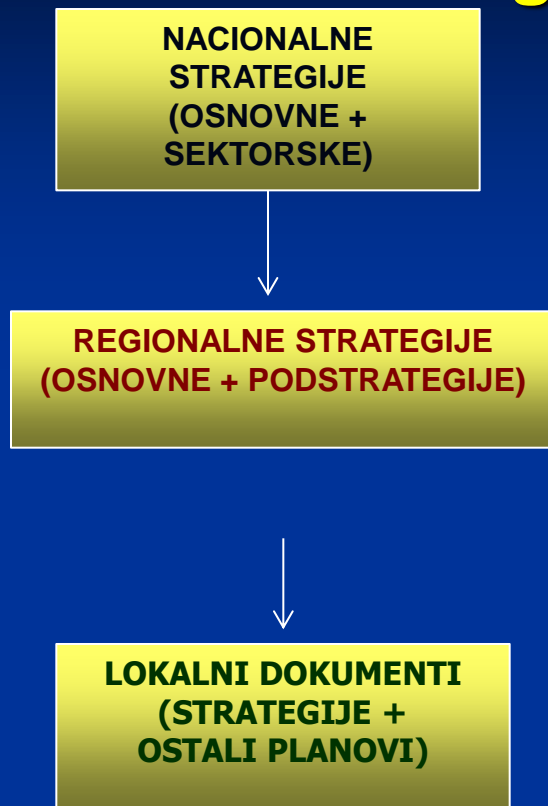 NACIONALNE
STRATEGIJE
(OSNOVNE +
SEKTORSKE)
REGIONALNE STRATEGIJE
(OSNOVNE + PODSTRATEGIJE)
LOKALNI DOKUMENTI
(STRATEGIJE +
OSTALI PLANOVI)